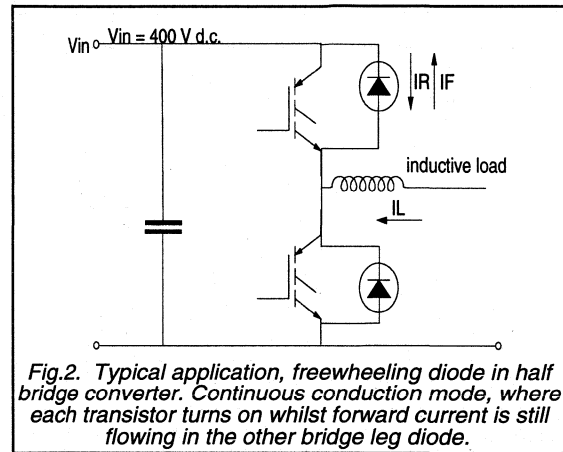 Vin Vin = 400 V d.c.
IR IF
inductive load
IL
Fig.2. Typical application, freewheeling diode in half
bridge converter. Continuous conduction mode, where
each transistor turns on whilst forward current is still
flowing in the other bridge leg diode.